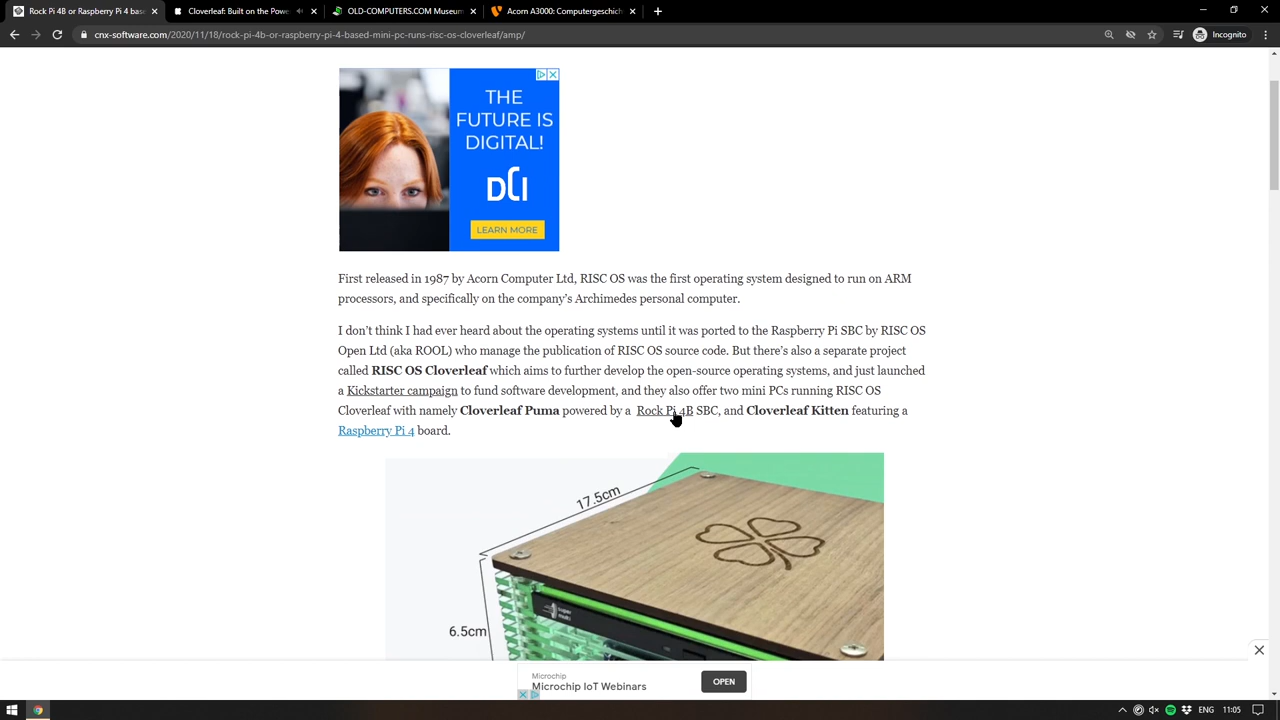 Rock Pi 4B or Raspberry Pi 4 bas
Cloverleaf: Built on the Powe
OLD-COMPUTERS.COM Museum
Acorn A3000: Computergesch
cnx-software.com/2020/11/18/rock-pi-4b-or-raspberry-pi-4-based-mini-pc-runs-risc-os-cloverleaf/amp/
Incognito
THE
FUTURE IS
DIGITAL!
DCI
LEARN MORE
First released in 1987 by Acorn Computer Ltd, RISC OS was the first operating system designed to run on ARM
processors, and specifically on the company's Archimedes personal computer.
I don't think I had ever heard about the operating systems until it was ported to the Raspberry Pi SBC by RISC OS
Open Ltd (aka ROOL) who manage the publication of RISC OS source code. But there's also a separate project
called RISC OS Cloverleaf which aims to further develop the open-source operating systems, and just launched
a Kickstarter campaign to fund software development, and they also offer two mini PCs running RISC OS
Cloverleaf with namely Cloverleaf Puma powered by a Rock Pi 4B SBC, and Cloverleaf Kitten featuring a
Raspberry Pi 4 board.
17.5cm
6.5cm
Microchip
Microchip IoT Webinars
OPEN
ENG
11:05